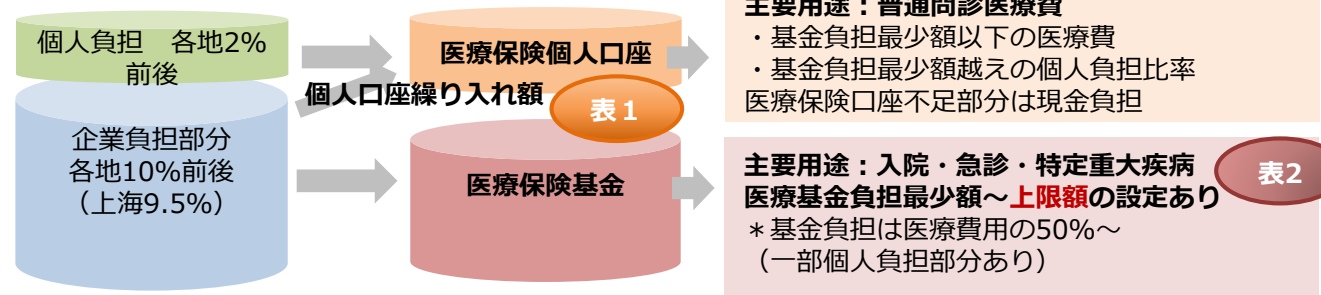 個人負担　各地2%
前後
企業負担部分
各地10%前後
（上海9.5%）
医療保険個人口座
個人口座繰り入れ額
表１
医療保険基金
主要用途：普通問診医療費
・基金負担最少額以下の医療費
・基金負担最少額越えの個人負担比率
医療保険口座不足部分は現金負担
主要用途：入院・急診・特定重大疾病
医療基金負担最少額～上限額の設定あり
＊基金負担は医療費用の50%～
（一部個人負担部分あり）
表2